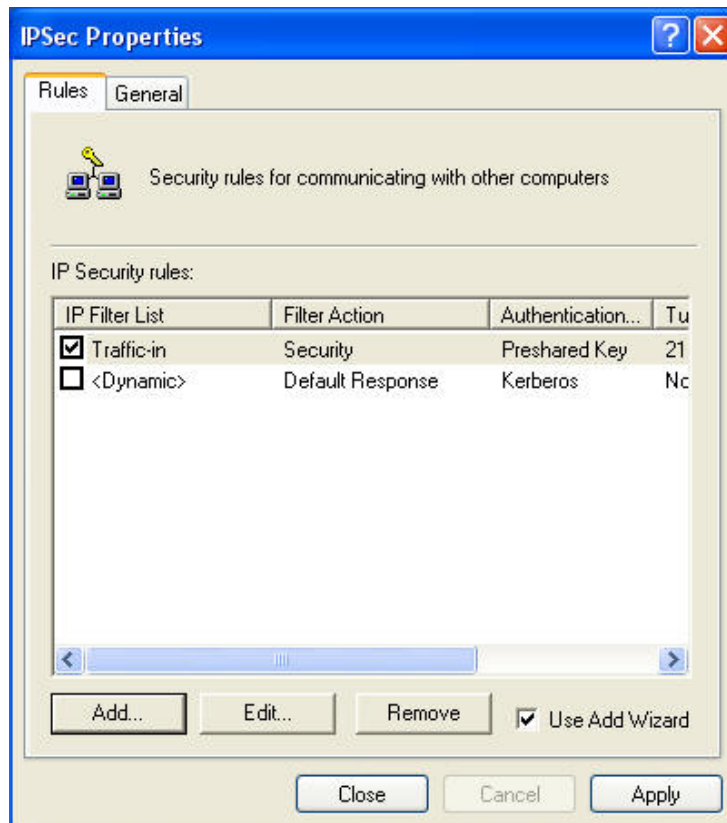 IPSec Properties
Rules General
Security rules for communicating with other computers
IP Security rules:
IP Filter List Filter Action Authentication... Tu
Traffic-in Security Preshared Key 21
<Dynamic> Default Response Kerberos Nc
Add... Edit... Remove Use Add Wizard
Close Cancel Apply